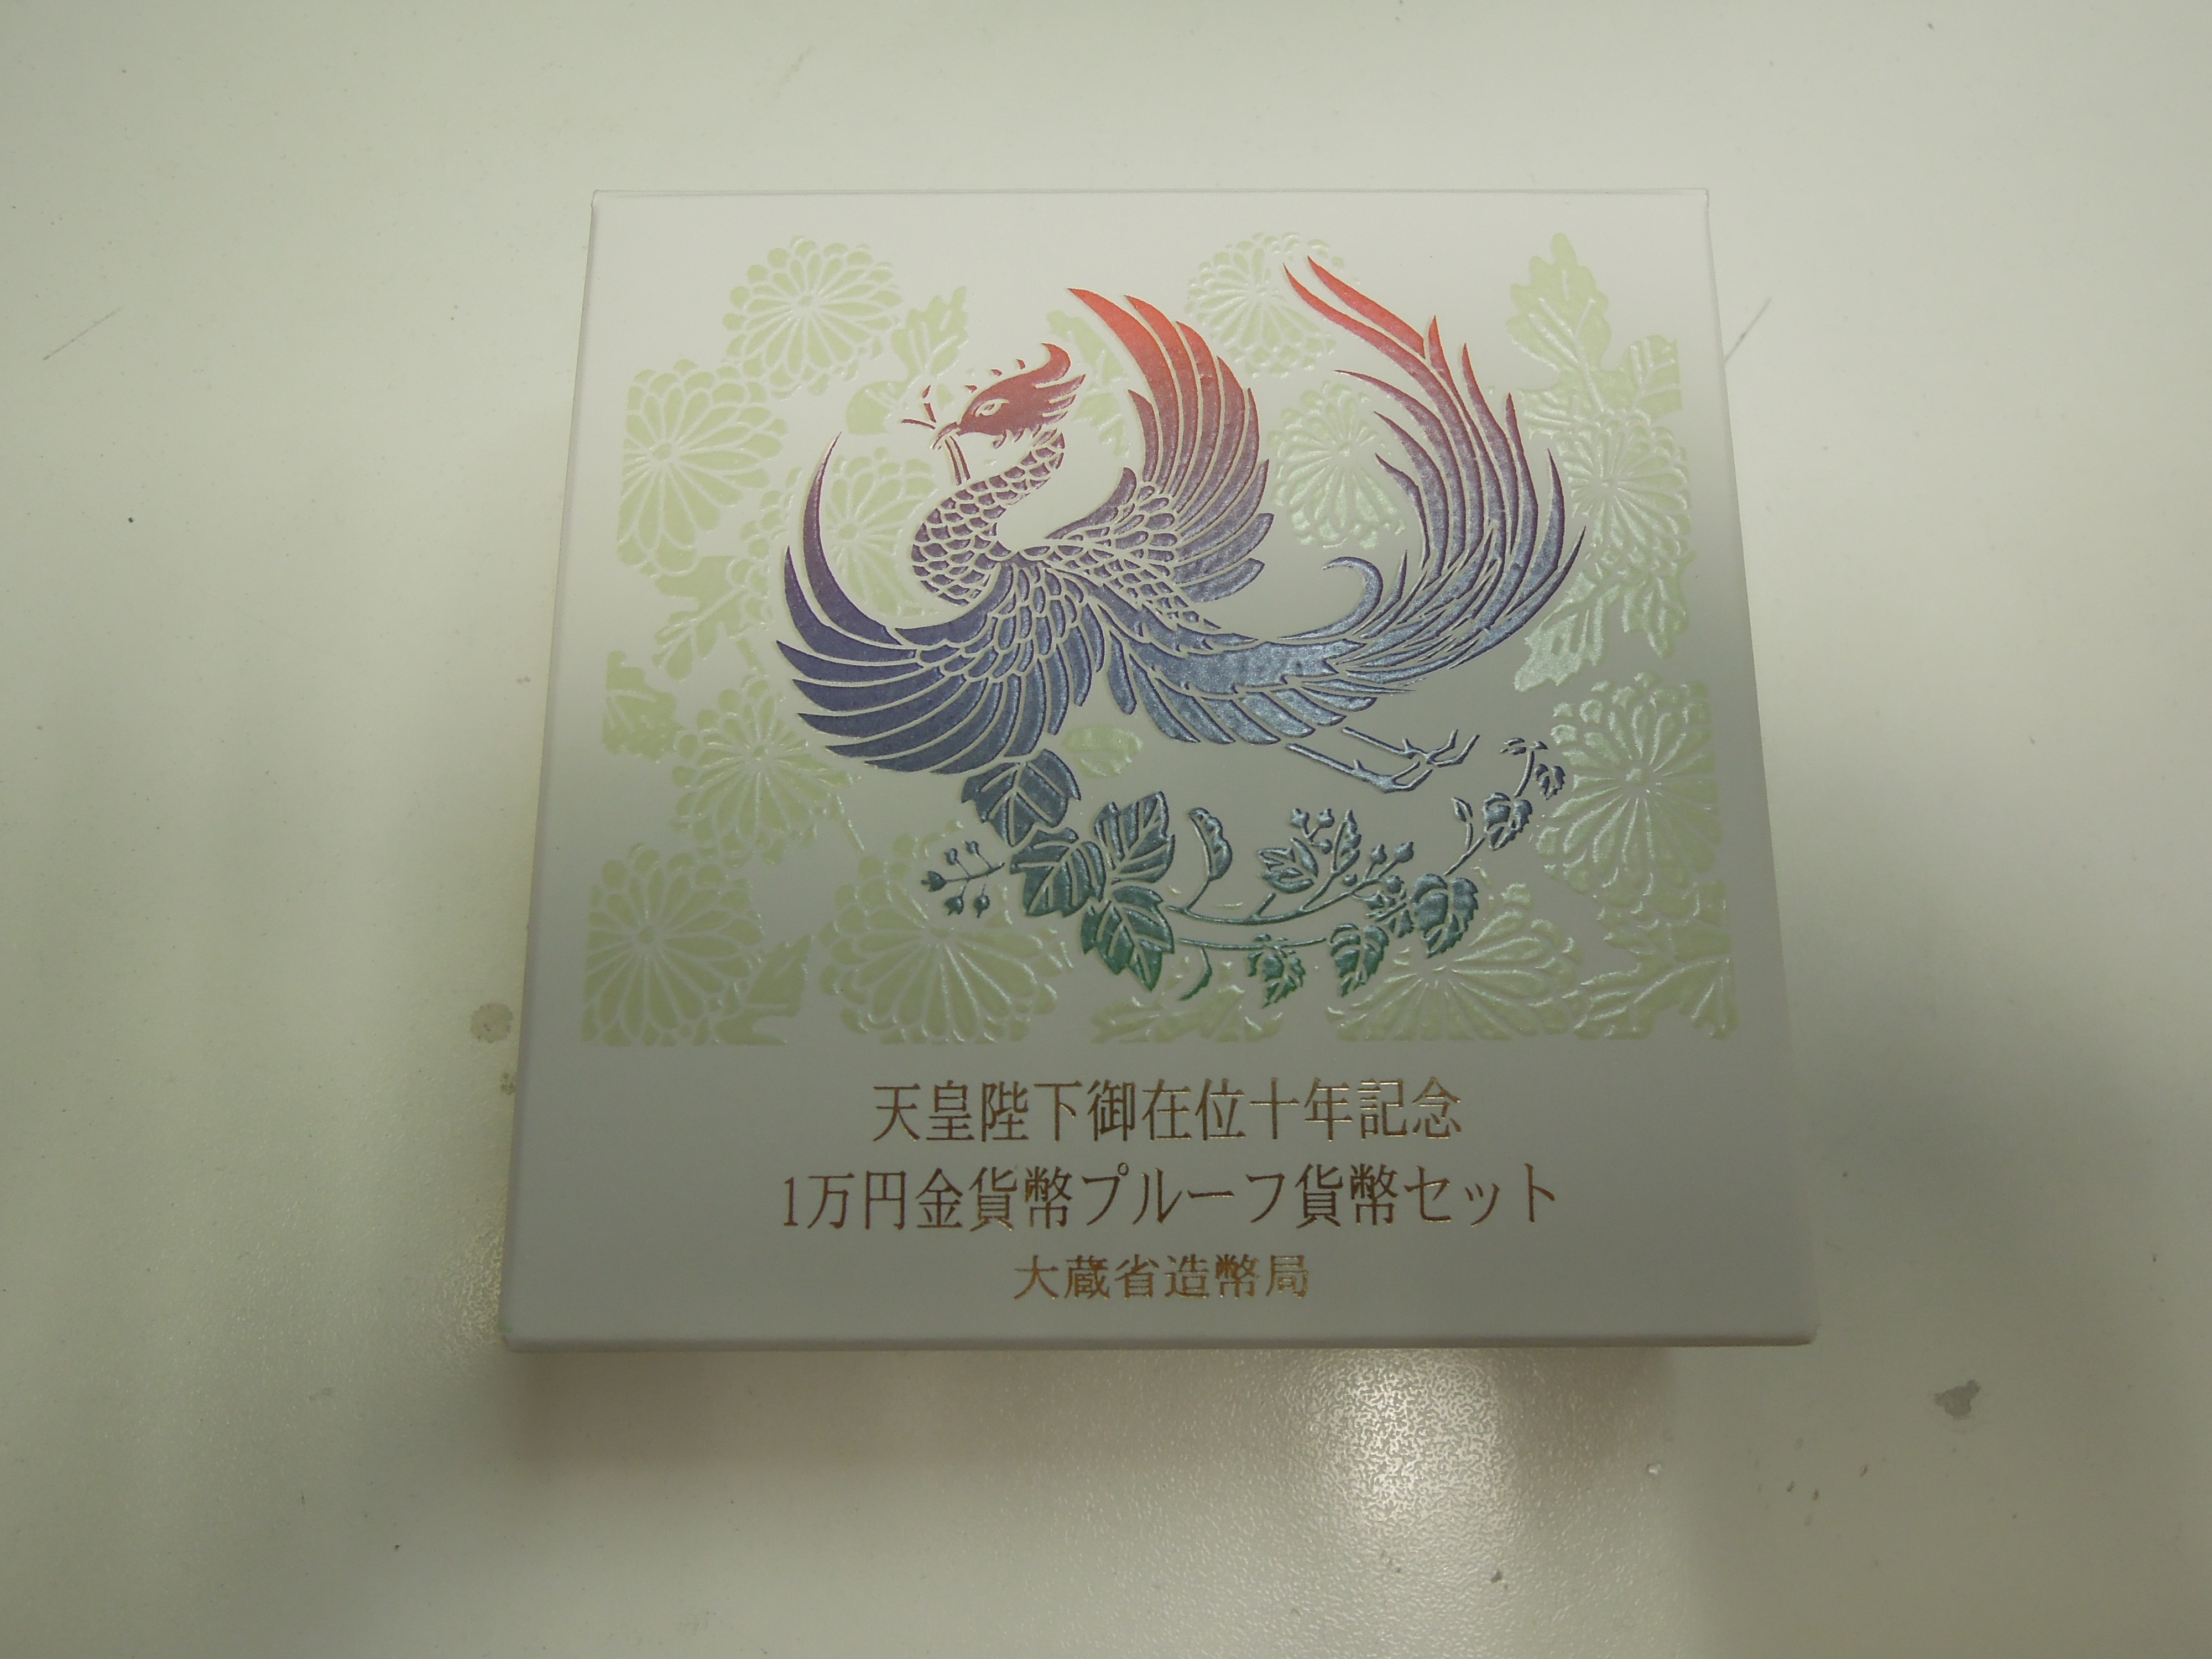 天皇陛下御在位十年記念
1万円金貨幣プルーフ貨幣セット
大蔵省造幣局